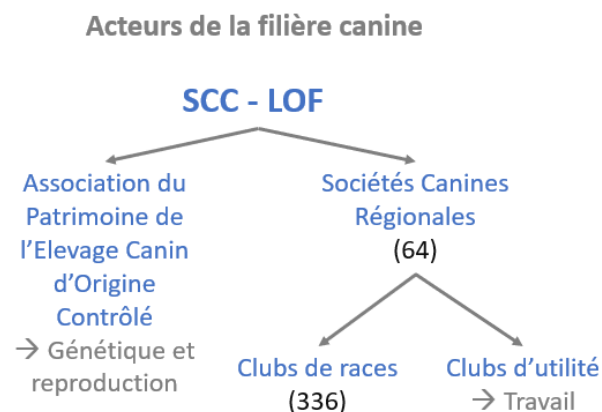 Acteurs de la filière canine
SCC - LOF
Association du
Patrimoine de
l'Elevage Canin
d'Origine
Contrôlé
→ Génétique et
reproduction
Sociétés Canines
Régionales
(64)
Clubs de races
(336)
Clubs d'utilité
→ Travail